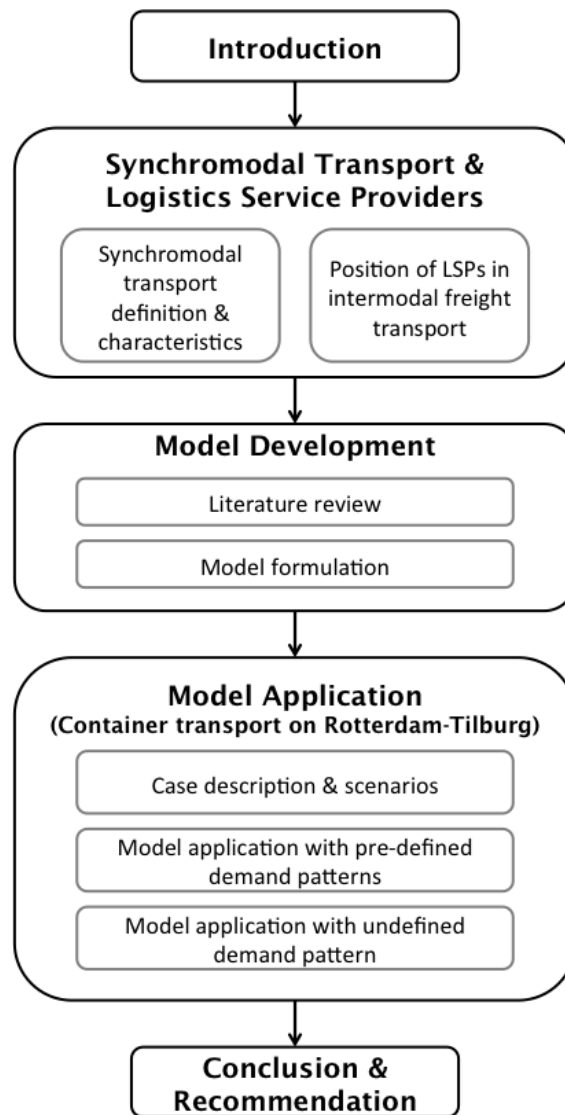 Introduction
Synchromodal Transport &
Logistics Service Providers
Synchromodal
transport
definition &
characteristics
Position of LSPs in
intermodal freight
transport
Model Development
Literature review
Model formulation
Model Application
(Container transport on Rotterdam-Tilburg)
Case description & scenarios
Model application with pre-defined
demand patterns
Model application with undefined
demand pattern
Conclusion &
Recommendation